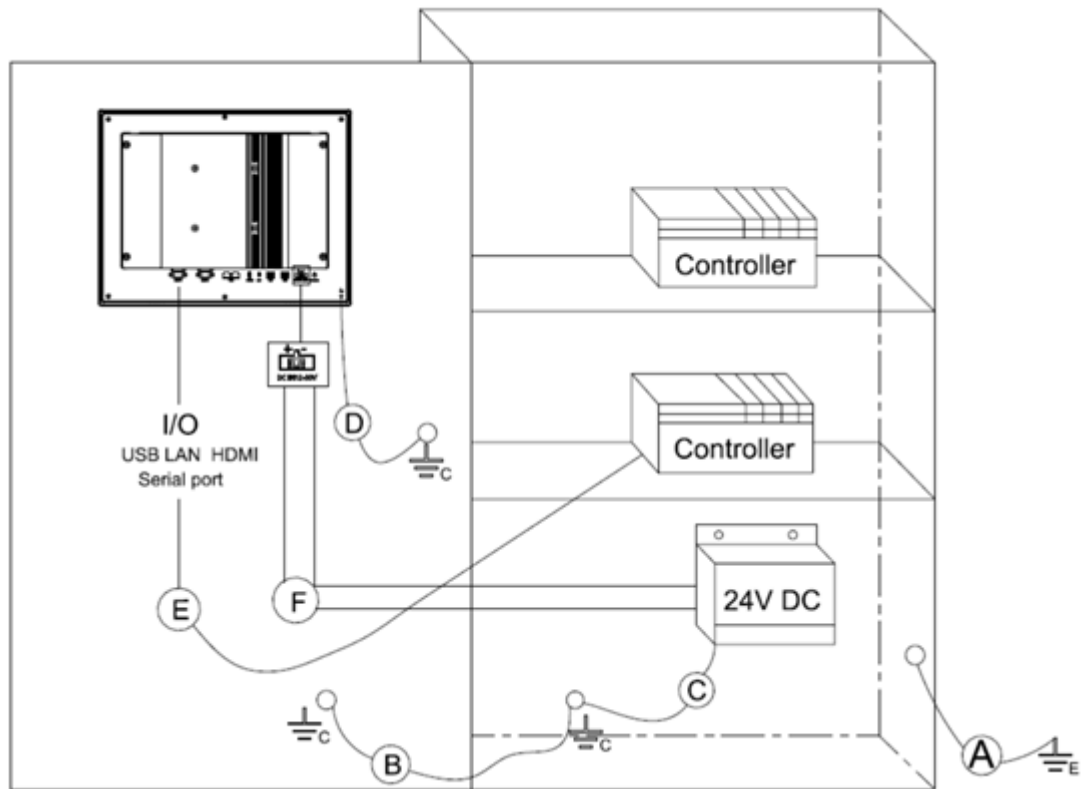 Controller
+ -
I/O
USB LAN HDMI
Serial port
D
C
Controller
E
F
24V DC
C
C
B
C
A
E